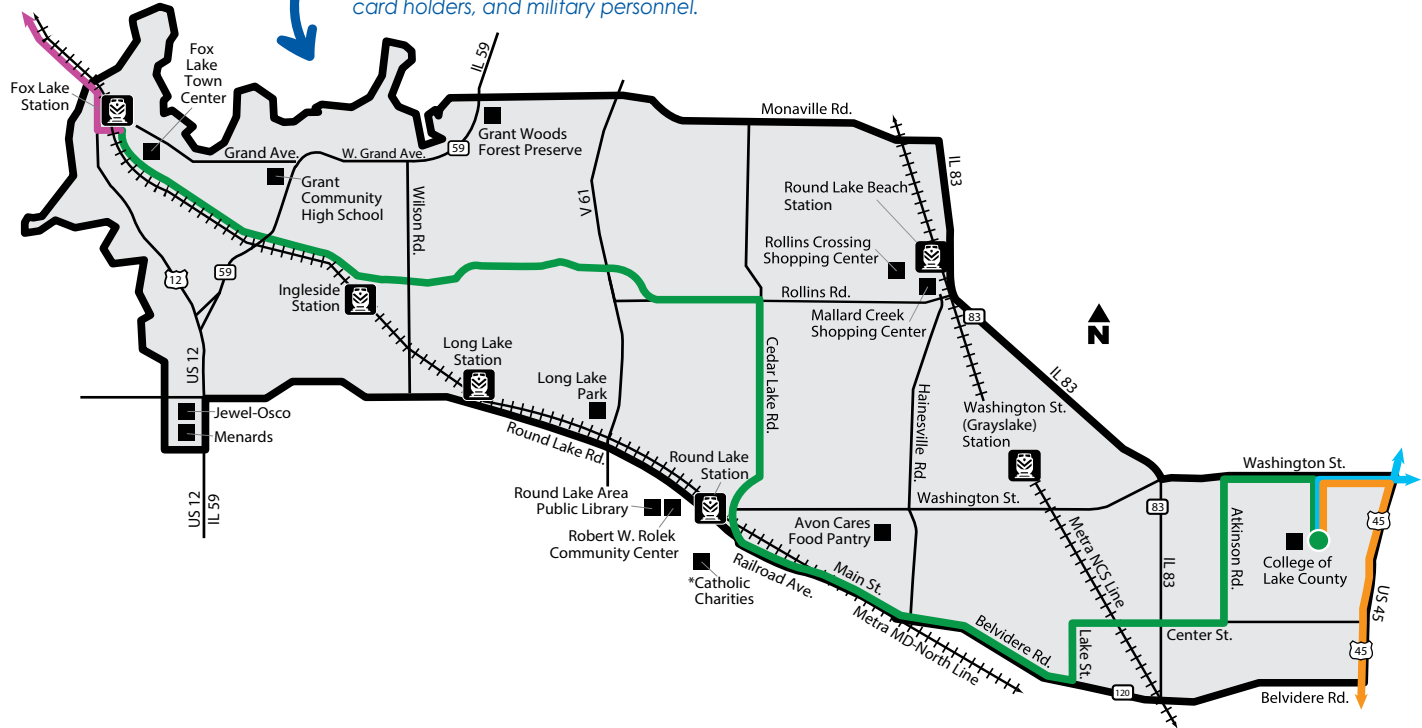 card holders, and military personnel.
Fox
Lake
Town
Center
Fox Lake
Station
IL 59
Monaville Rd.
Grant Woods
Forest Preserve
Grand Ave.
W. Grand Ave.
59
Grant
Community
High School
Wilson Rd.
IL 83
Round Lake Beach
Station
Rollins Crossing
Shopping Center
12
59
Ingleside
Station
Rollins Rd.
Mallard Creek
Shopping Center
83
N
US 12
Long Lake
Station
Long Lake
Park
Cedar Lake Rd.
Hainesville Rd.
IL 83
Jewel-Osco
Menards
Washington St.
(Grayslake)
Station
Round Lake Rd.
Round Lake
Station
Washington St.
US 12
IL 59
Round Lake Area
Public Library
Robert W. Rolek
Community Center
Washington St.
Avon Cares
Food Pantry
83
45
Atkinson Rd.
College of
Lake County
*Catholic
Charities
Railroad Ave.
Main St.
Metra NCS Line
IL 83
US 45
Metra MD-North Line
Belvidere Rd.
Lake St.
Center St.
45
120
Belvidere Rd.